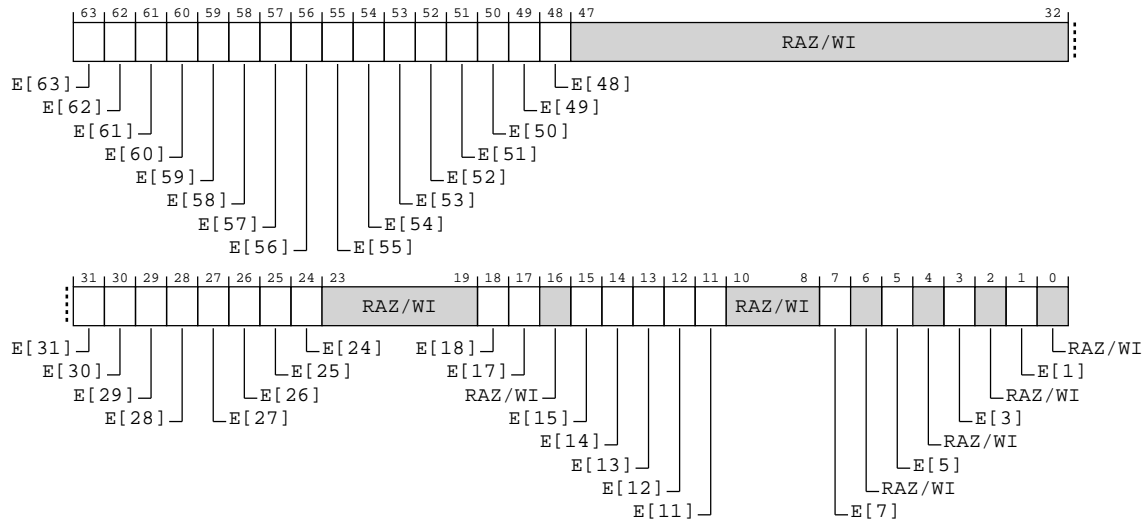 63 62 61 60 59 58 57 56 55 54 53 52 51 50 49 48 47 32
RAZ/WI
E[63] E[48]
E[62] E[49]
E[61] E[50]
E[60] E[51]
E[59] E[52]
E[58] E[53]
E[57] E[54]
E[56] E[55]
31 30 29 28 27 26 25 24 23 19 18 17 16 15 14 13 12 11 10 8 7 6 5 4 3 2 1 0
RAZ/WI RAZ/WI
E[31] E[24] E[18] RAZ/WI
E[30] E[25] E[17] E[1]
E[29] E[26] RAZ/WI RAZ/WI
E[28] E[27] E[15] E[3]
E[14] RAZ/WI
E[13] E[5]
E[12] RAZ/WI
E[11] E[7]